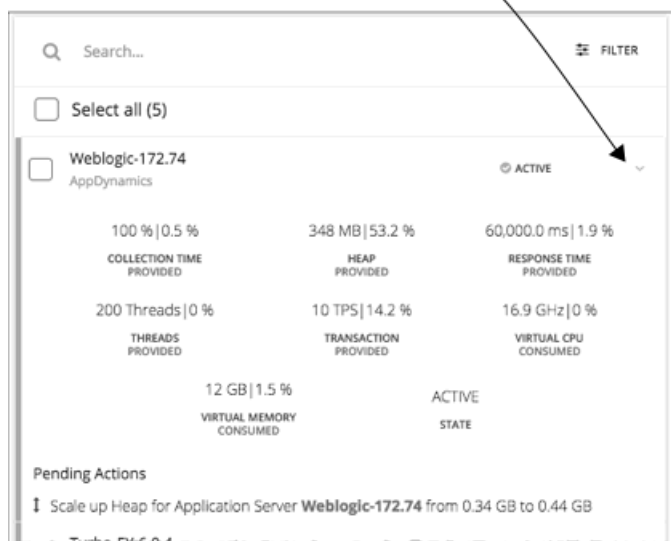 Search...
FILTER
Select all (5)
Weblogic-172.74
ACTIVE
AppDynamics
100 %|0.5 %
348 MB|53.2 %
60,000.0 ms|1.9 %
COLLECTION TIME
PROVIDED
HEAP
PROVIDED
RESPONSE TIME
PROVIDED
200 Threads|0 %
10 TPS|14.2 %
16.9 GHz|0 %
THREADS
PROVIDED
TRANSACTION
PROVIDED
VIRTUAL CPU
CONSUMED
12 GB|1.5 %
ACTIVE
VIRTUAL MEMORY
CONSUMED
STATE
Pending Actions
Scale up Heap for Application Server Weblogic-172.74 from 0.34 GB to 0.44 GB